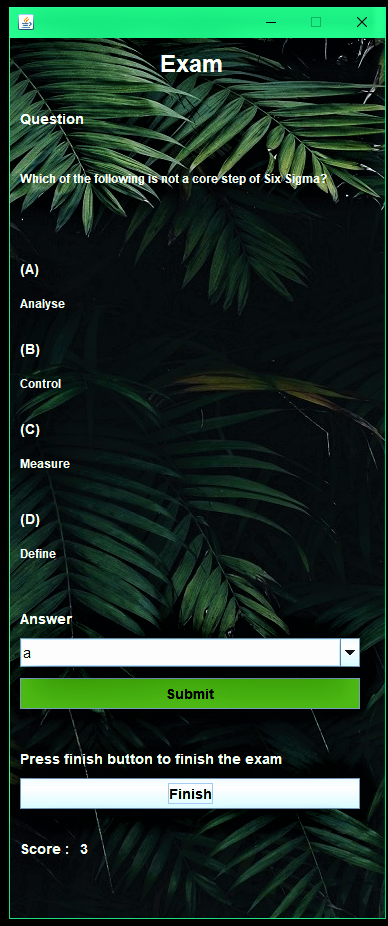 Exam
Question
Which of the following is not a core step of Six Sigma?
(A)
Analyse
(B)
Control
(C)
Measure
(D)
Define
Answer
a
Submit
Press finish button to finish the exam
Finish
Score : 3